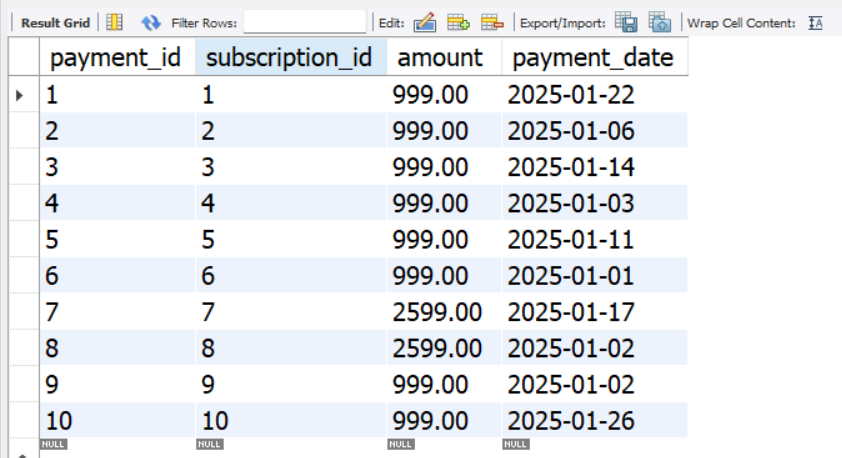 Result Grid Filter Rows: Edit: Export/Import: Wrap Cell Content:
payment_id subscription_id amount payment_date
1 1 999.00 2025-01-22
2 2 999.00 2025-01-06
3 3 999.00 2025-01-14
4 4 999.00 2025-01-03
5 5 999.00 2025-01-11
6 6 999.00 2025-01-01
7 7 2599.00 2025-01-17
8 8 2599.00 2025-01-02
9 9 999.00 2025-01-02
10 10 999.00 2025-01-26
NULL NULL NULL NULL